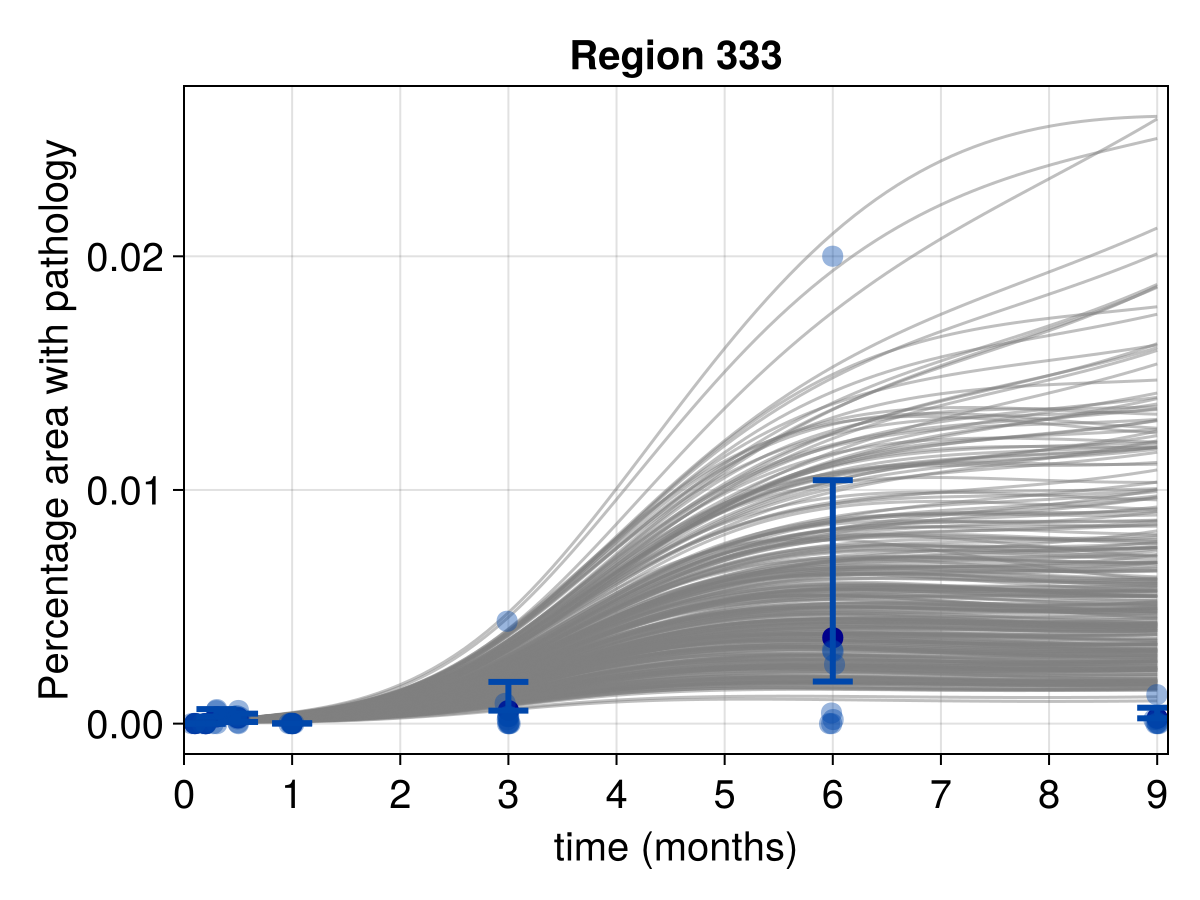 Region 333
Percentage area with pathology
0.02
0.01
0.00
0 1 2 3 4 5 6 7 8 9
time (months)